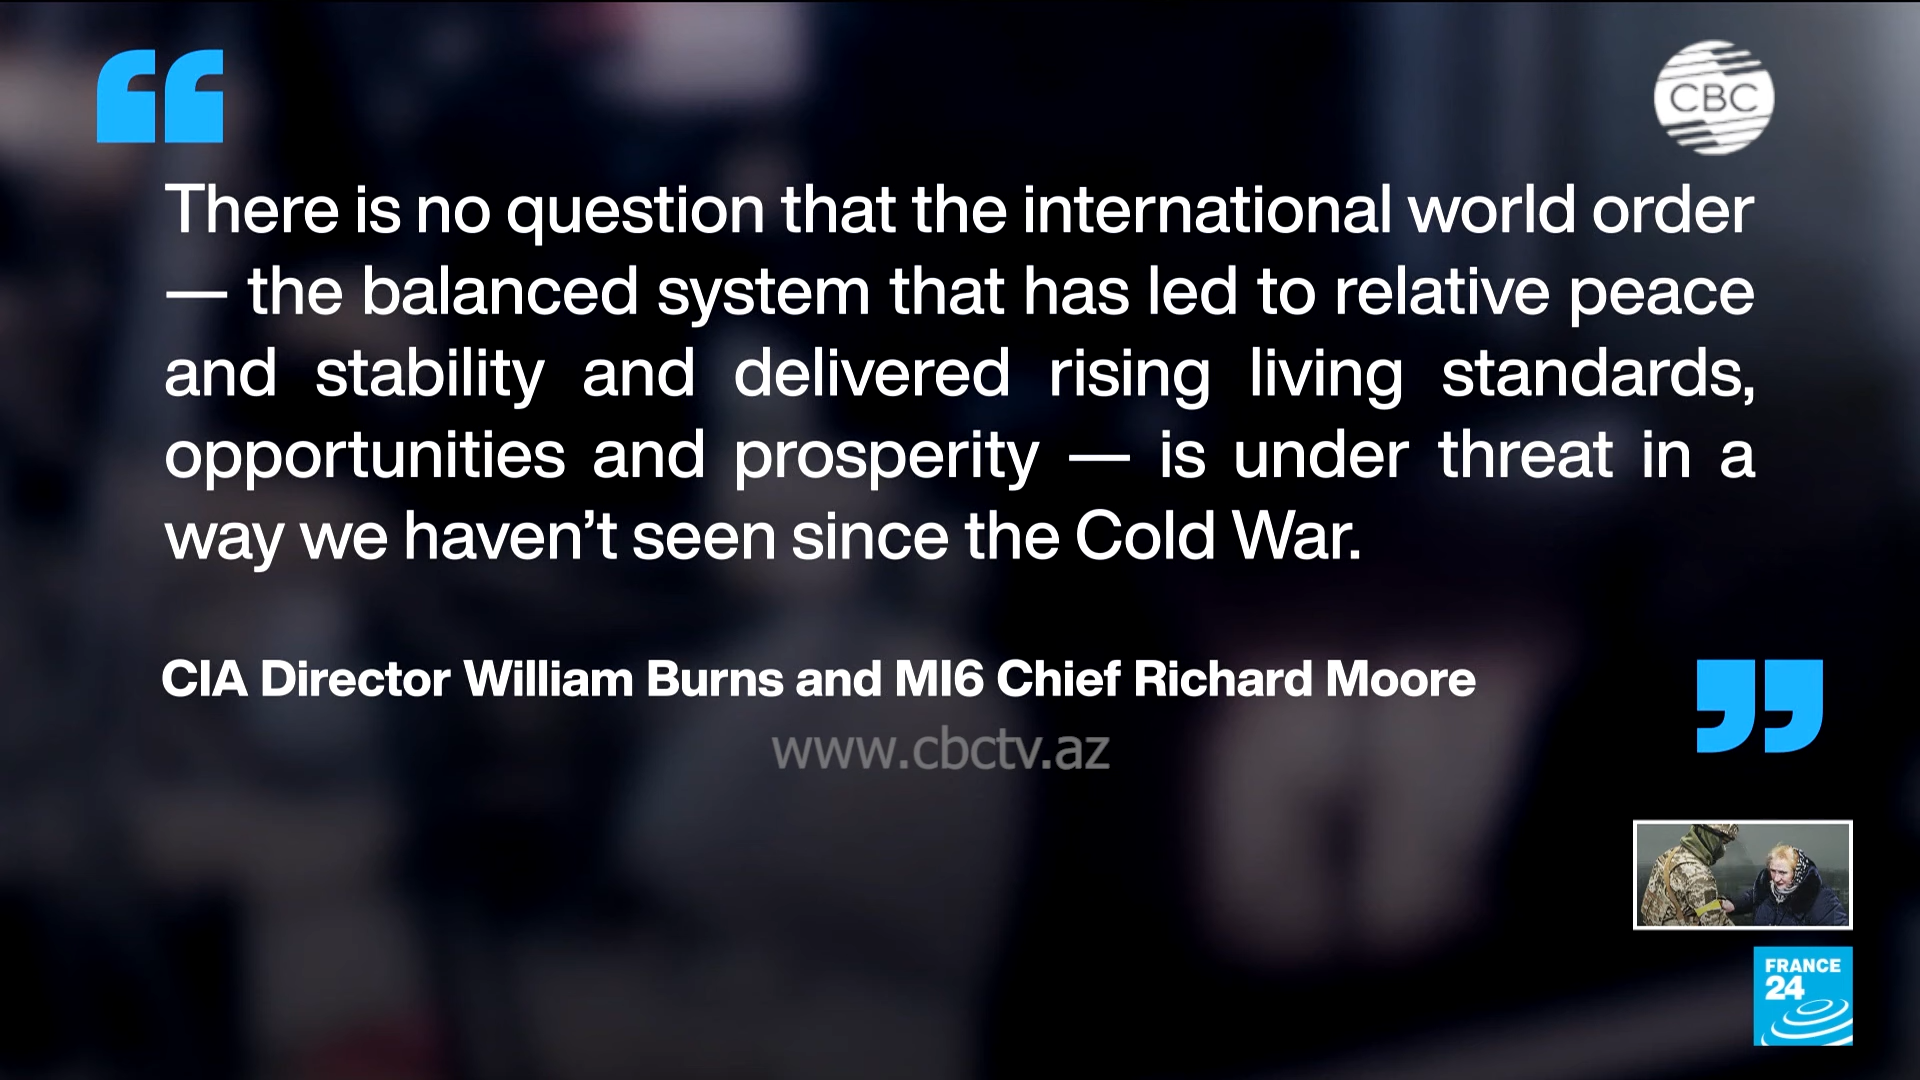 CBC
There is no question that the international world order
— the balanced system that has led to relative peace
and stability and delivered rising living standards,
opportunities and prosperity — is under threat in a
way we haven’t seen since the Cold War.
CIA Director William Burns and MI6 Chief Richard Moore
www.cbctv.az
FRANCE
24